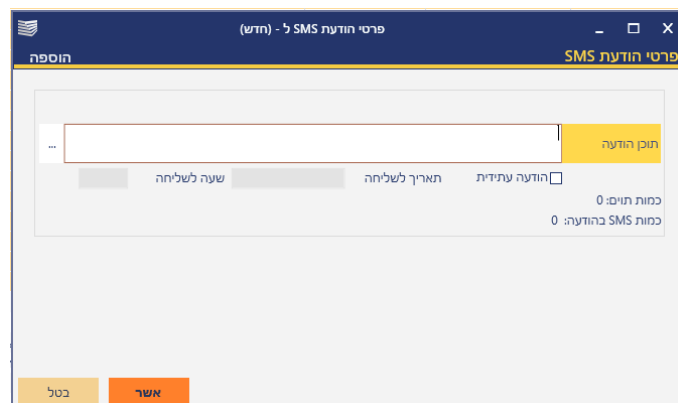 פרטי הודעת SMS ל - (חדש)
פרטי הודעת SMS
הוספה
תוכן הודעה
...
הודעה עתידית
תאריך לשליחה
שעה לשליחה
כמות תוים: 0
כמות SMS בהודעה: 0
אשר
בטל